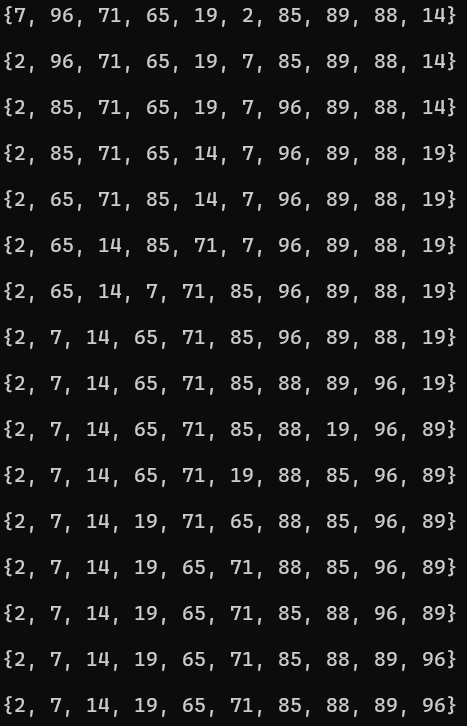 {7, 96, 71, 65, 19, 2, 85, 89, 88, 14}
{2, 96, 71, 65, 19, 7, 85, 89, 88, 14}
{2, 85, 71, 65, 19, 7, 96, 89, 88, 14}
{2, 85, 71, 65, 14, 7, 96, 89, 88, 19}
{2, 65, 71, 85, 14, 7, 96, 89, 88, 19}
{2, 65, 14, 85, 71, 7, 96, 89, 88, 19}
{2, 65, 14, 7, 71, 85, 96, 89, 88, 19}
{2, 7, 14, 65, 71, 85, 96, 89, 88, 19}
{2, 7, 14, 65, 71, 85, 88, 89, 96, 19}
{2, 7, 14, 65, 71, 85, 88, 19, 96, 89}
{2, 7, 14, 65, 71, 19, 88, 85, 96, 89}
{2, 7, 14, 19, 71, 65, 88, 85, 96, 89}
{2, 7, 14, 19, 65, 71, 88, 85, 96, 89}
{2, 7, 14, 19, 65, 71, 85, 88, 96, 89}
{2, 7, 14, 19, 65, 71, 85, 88, 89, 96}
{2, 7, 14, 19, 65, 71, 85, 88, 89, 96}